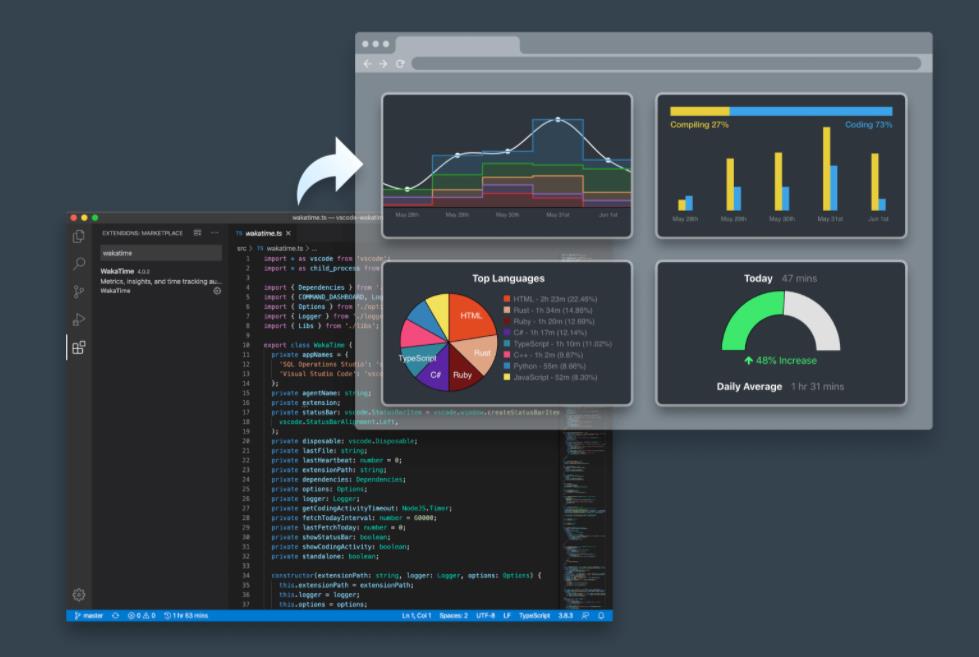 wakatime.ts — vscode-wakatim
EXTENSIONS: MARKETPLACE
wakatime
WakaTime 4.0.2
Metrics, insights, and time tracking au...
WakaTime
TS wakatime.ts ×
src > TS wakatime.ts > ...
1 import * as vscode from 'vscode';
2 import * as child_process from
3
4 import { Dependencies } from
5 import { COMMAND_DASHBOARD, Log
6 import { Options } from './opti
7 import { Logger } from './logge
8 import { Libs } from './libs';
9
10 export class WakaTime {
11 private appNames = {
12 'SQL Operations Studio':
13 'Visual Studio Code':
14 };
15 private agentName: string;
16 private extension;
17 private statusBar: vscode.StatusBarItem = vscode.window.createStatusBarItem
18 vscode.StatusBarAlignment.Left,
19 );
20 private disposable: vscode.Disposable;
21 private lastFile: string;
22 private lastHeartbeat: number = 0;
23 private extensionPath: string;
24 private dependencies: Dependencies;
25 private options: Options;
26 private logger: Logger;
27 private getCodingActivityTimeout: NodeJS.Timer;
28 private fetchTodayInterval: number = 60000;
29 private lastFetchToday: number = 0;
30 private showStatusBar: boolean;
31 private showCodingActivity: boolean;
32 private standalone: boolean;
33
34 constructor(extensionPath: string, logger: Logger, options: Options) {
35 this.extensionPath = extensionPath;
36 this.logger = logger;
37 this.options = options;
master 0 0 1 hr 53 mins
Ln 1, Col 1 Spaces: 2 UTF-8 LF TypeScript 3.8.3
May 28th May 29th May 30th May 31st Jun 1st
Compiling 27% Coding 73%
May 28th May 29th May 30th May 31st Jun 1st
Top Languages
HTML
Rust
Ruby
C#
TypeScript
HTML - 2h 23m (22.46%)
Rust - 1h 34m (14.86%)
Ruby - 1h 20m (12.69%)
C# - 1h 17m (12.14%)
TypeScript - 1h 10m (11.02%)
C++ - 1h 2m (9.87%)
Python - 55m (8.66%)
JavaScript - 52m (8.30%)
Today 47 mins
48% Increase
Daily Average 1 hr 31 mins